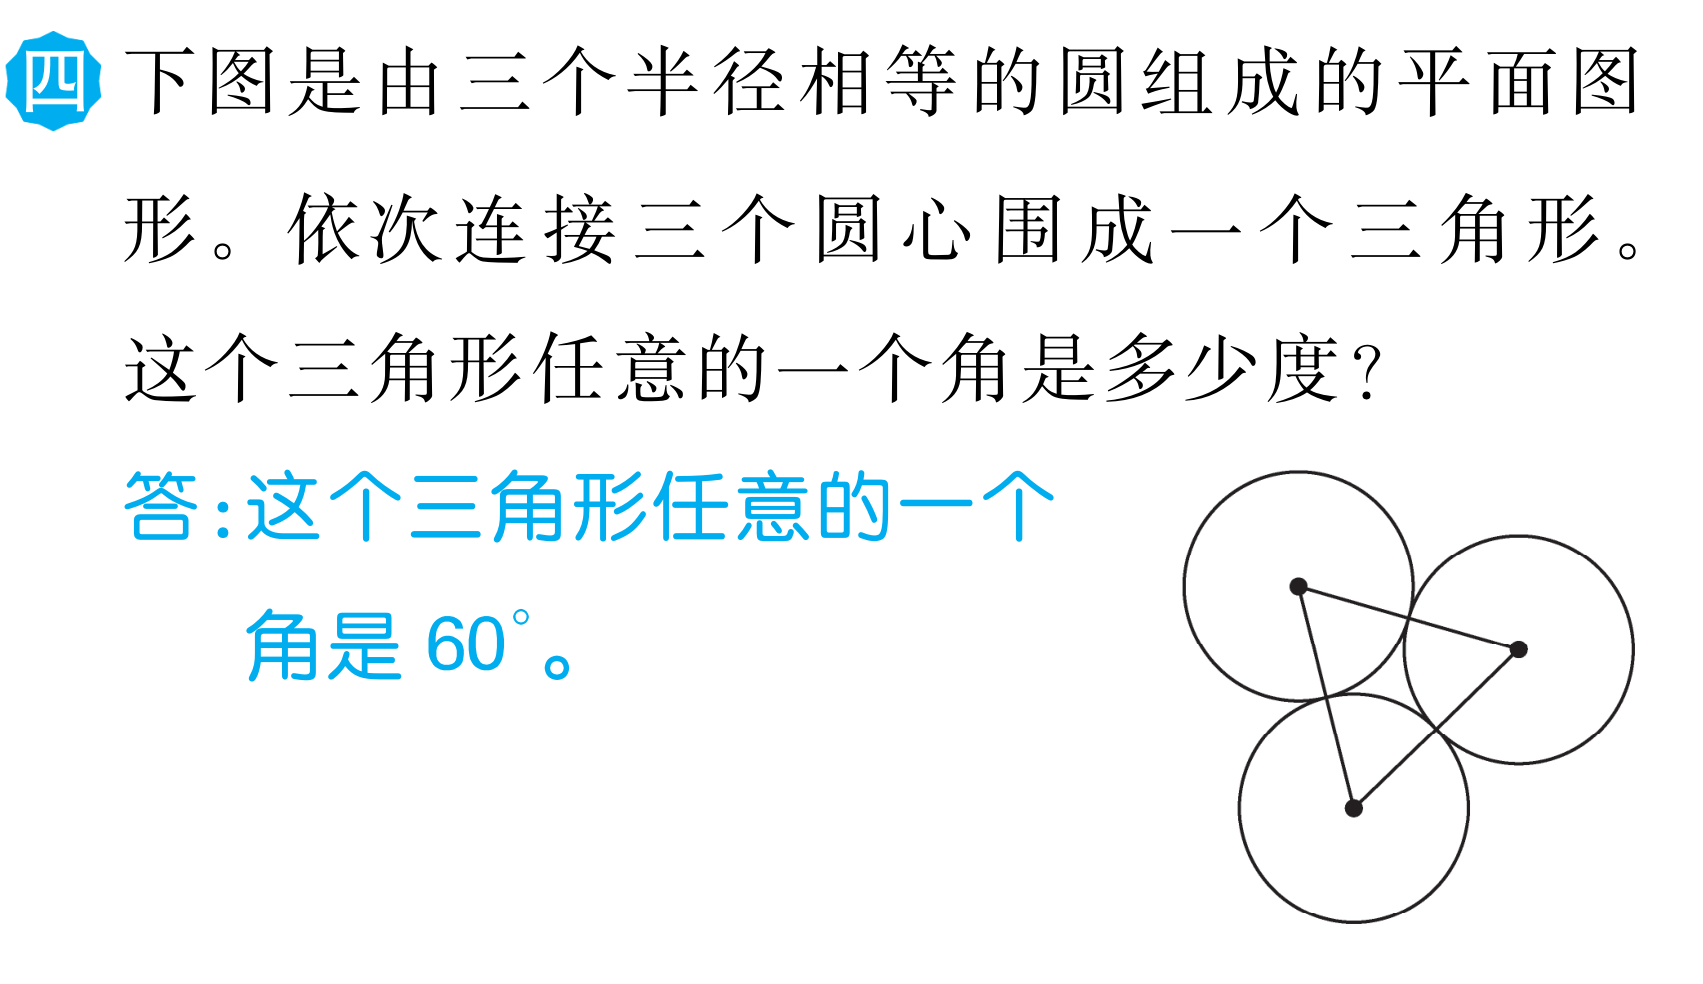 四 下图是由三个半径相等的圆组成的平面图
形。依次连接三个圆心围成一个三角形。
这个三角形任意的一个角是多少度?
答:这个三角形任意的一个
角是 60°。